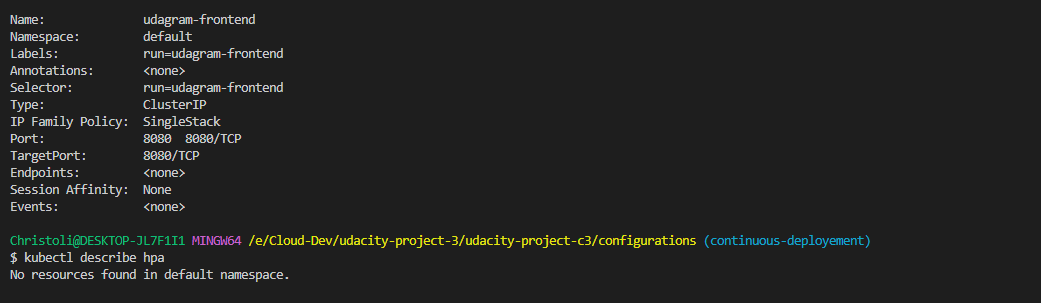 Name: udagram-frontend
Namespace: default
Labels: run=udagram-frontend
Annotations: <none>
Selector: run=udagram-frontend
Type: ClusterIP
IP Family Policy: SingleStack
Port: 8080 8080/TCP
TargetPort: 8080/TCP
Endpoints: <none>
Session Affinity: None
Events: <none>
Christoli@DESKTOP-JL7F1I1 MINGW64 /e/Cloud-Dev/udacity-project-3/udacity-project-c3/configurations (continuous-deployement)
$ kubectl describe hpa
No resources found in default namespace.